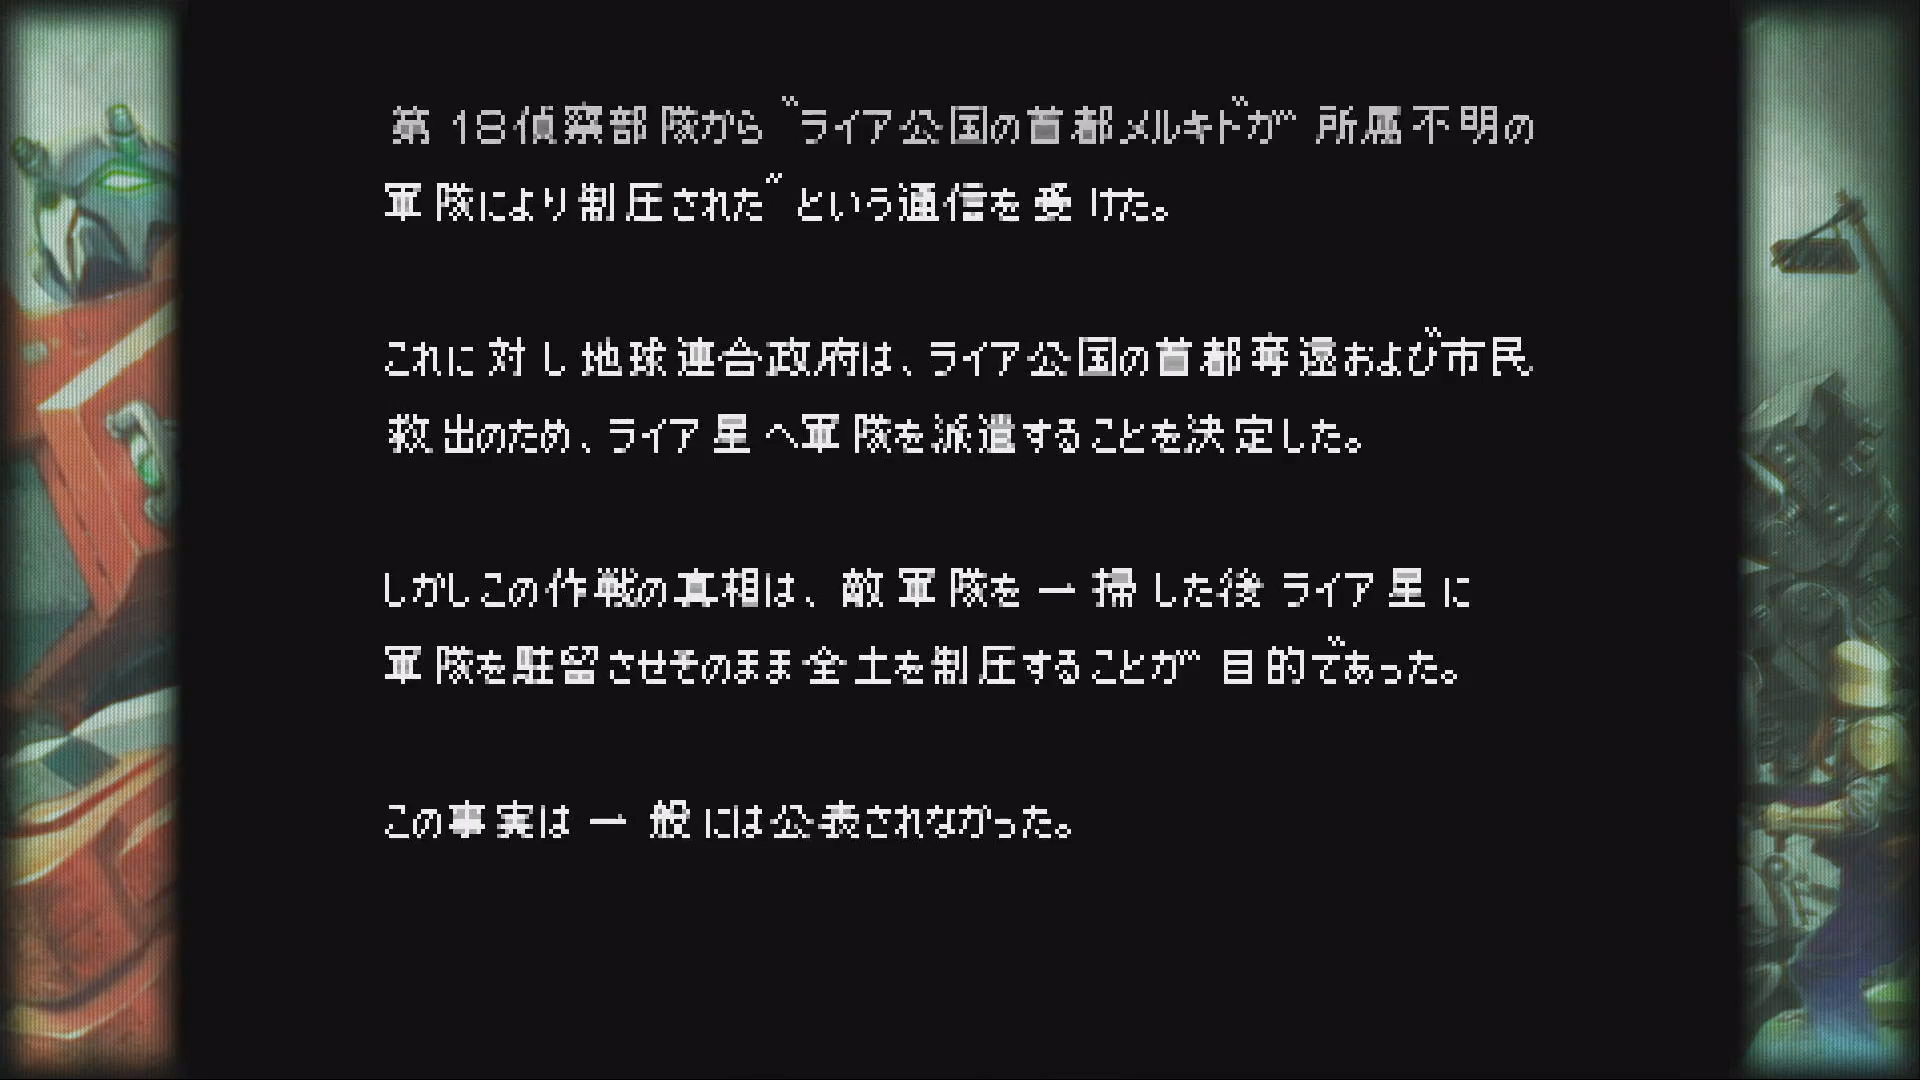 第18偵察部隊から“ライア公国の首都メルキドが所属不明の
軍隊により制圧された”という通信を受けた。
これに対し地球連合政府は、ライア公国の首都奪還および市民
救出のため、ライア星へ軍隊を派遣することを決定した。
しかしこの作戦の真相は、敵軍隊を一掃した後ライア星に
軍隊を駐留させそのまま全土を制圧することが目的であった。
この事実は一般には公表されなかった。